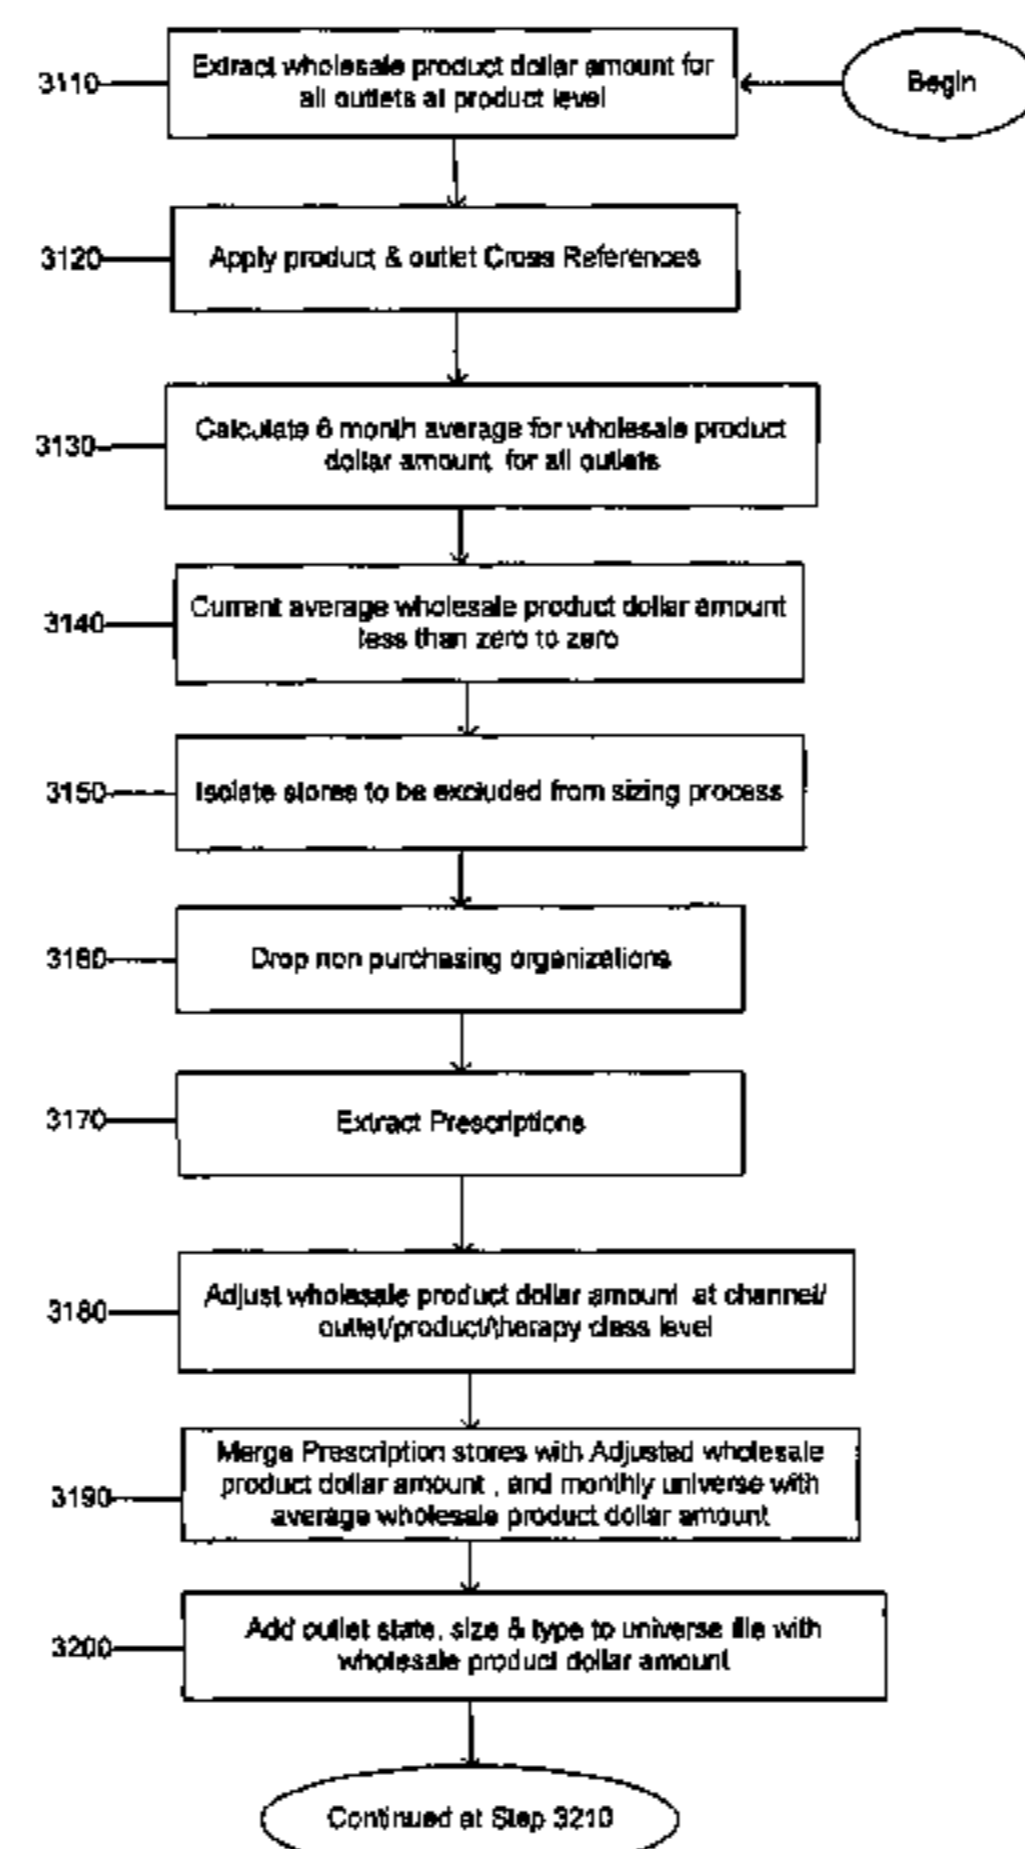 Begin
3110
Extract wholesale product dollar amount for
all outlets at product level
3120
Apply product & outlet Cross References
3130
Calculate 6 month average for wholesale product
dollar amount, for all outlets
3140
Current average wholesale product dollar amount
less than zero to zero
3150
Isolate stores to be excluded from sizing process
3160
Drop non purchasing organizations
3170
Extract Prescriptions
3180
Adjust wholesale product dollar amount at channel/
outlet/product/therapy class level
3190
Merge Prescription stores with Adjusted wholesale
product dollar amount , and monthly universe with
average wholesale product dollar amount
3200
Add outlet state, size & type to universe file with
wholesale product dollar amount
Continued at Step 3210